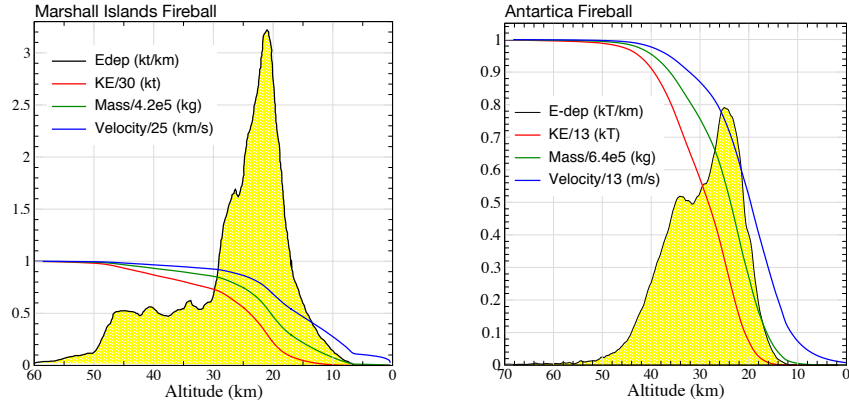 Marshall Islands Fireball
Edep (kt/km)
KE/30 (kt)
Mass/4.2e5 (kg)
Velocity/25 (km/s)
3
2.5
2
1.5
1
0.5
0
60
50
40
30
20
10
0
Altitude (km)
Antartica Fireball
1
0.9
0.8
0.7
0.6
0.5
0.4
0.3
0.2
0.1
0
E-dep (kT/km)
KE/13 (kT)
Mass/6.4e5 (kg)
Velocity/13 (m/s)
70
60
50
40
30
20
10
0
Altitude (km)